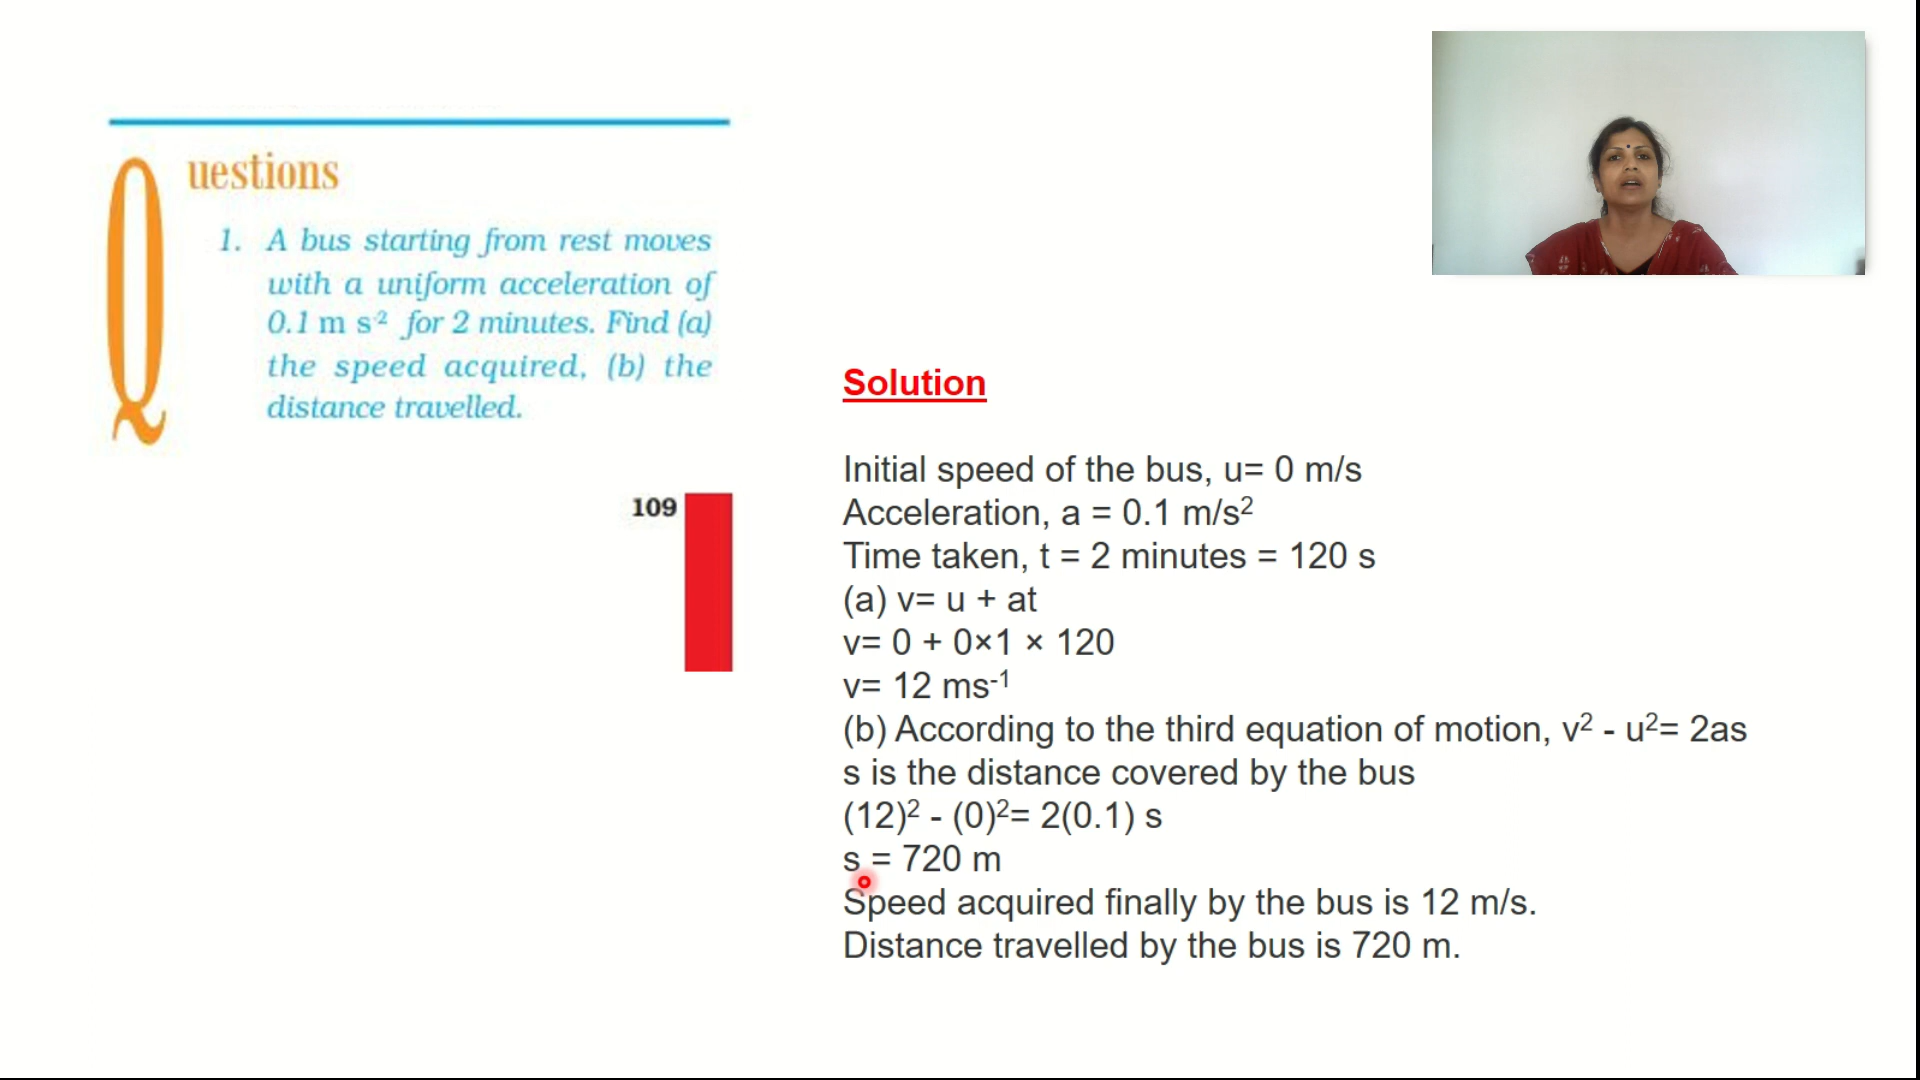 Questions
1. A bus starting from rest moves
with a uniform acceleration of
0.1 m s⁻² for 2 minutes. Find (a)
the speed acquired, (b) the
distance travelled.
109
Solution
Initial speed of the bus, u= 0 m/s
Acceleration, a = 0.1 m/s²
Time taken, t = 2 minutes = 120 s
(a) v= u + at
v= 0 + 0×1 × 120
v= 12 ms⁻¹
(b) According to the third equation of motion, v² - u²= 2as
s is the distance covered by the bus
(12)² - (0)²= 2(0.1) s
s = 720 m
Speed acquired finally by the bus is 12 m/s.
Distance travelled by the bus is 720 m.